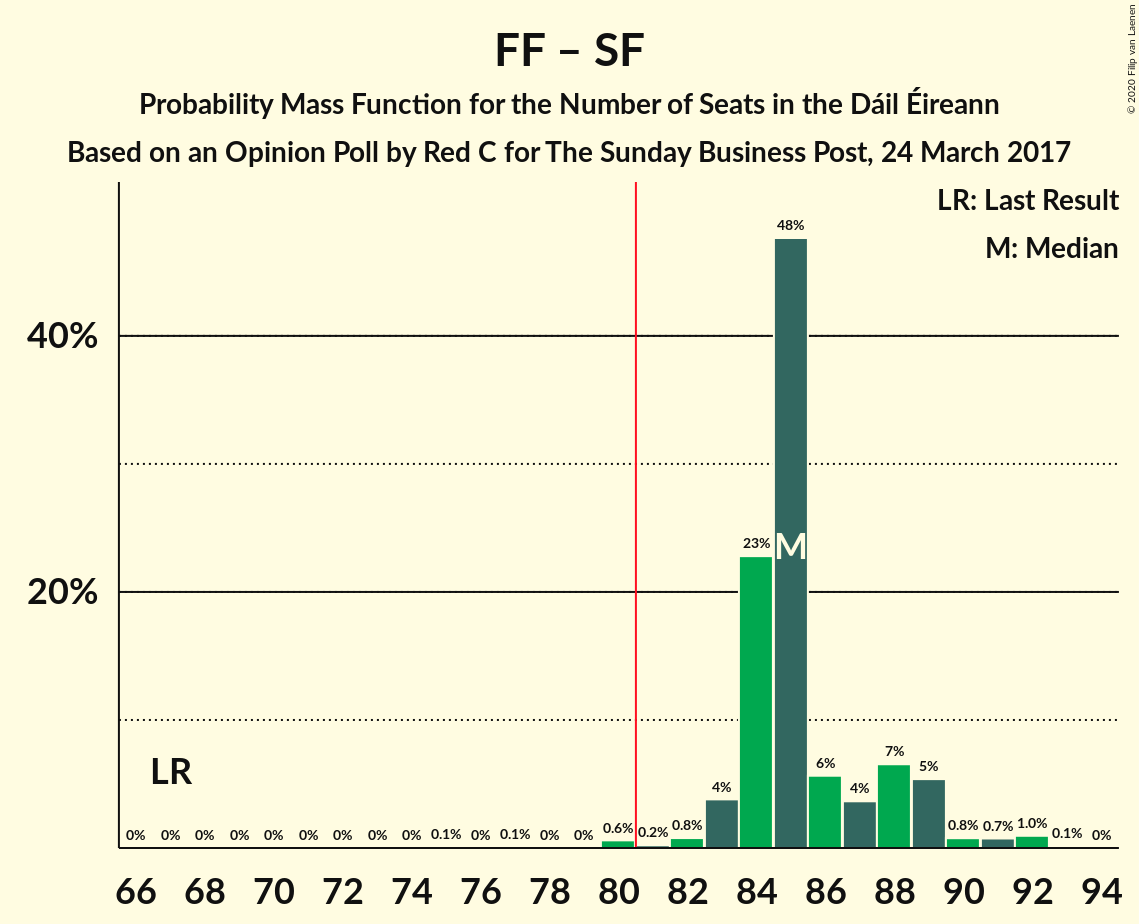 FF – SF
Probability Mass Function for the Number of Seats in the Dáil Éireann
Based on an Opinion Poll by Red C for The Sunday Business Post, 24 March 2017
© 2020 Filip van Laenen
LR: Last Result
M: Median
48%
40%
23%
M
20%
LR
0% 0% 0% 0% 0% 0% 0% 0% 0% 0.1% 0% 0.1% 0% 0% 0.6% 0.2% 0.8% 4% 6% 4% 7% 5% 0.8% 0.7% 1.0% 0.1% 0%
66 68 70 72 74 76 78 80 82 84 86 88 90 92 94